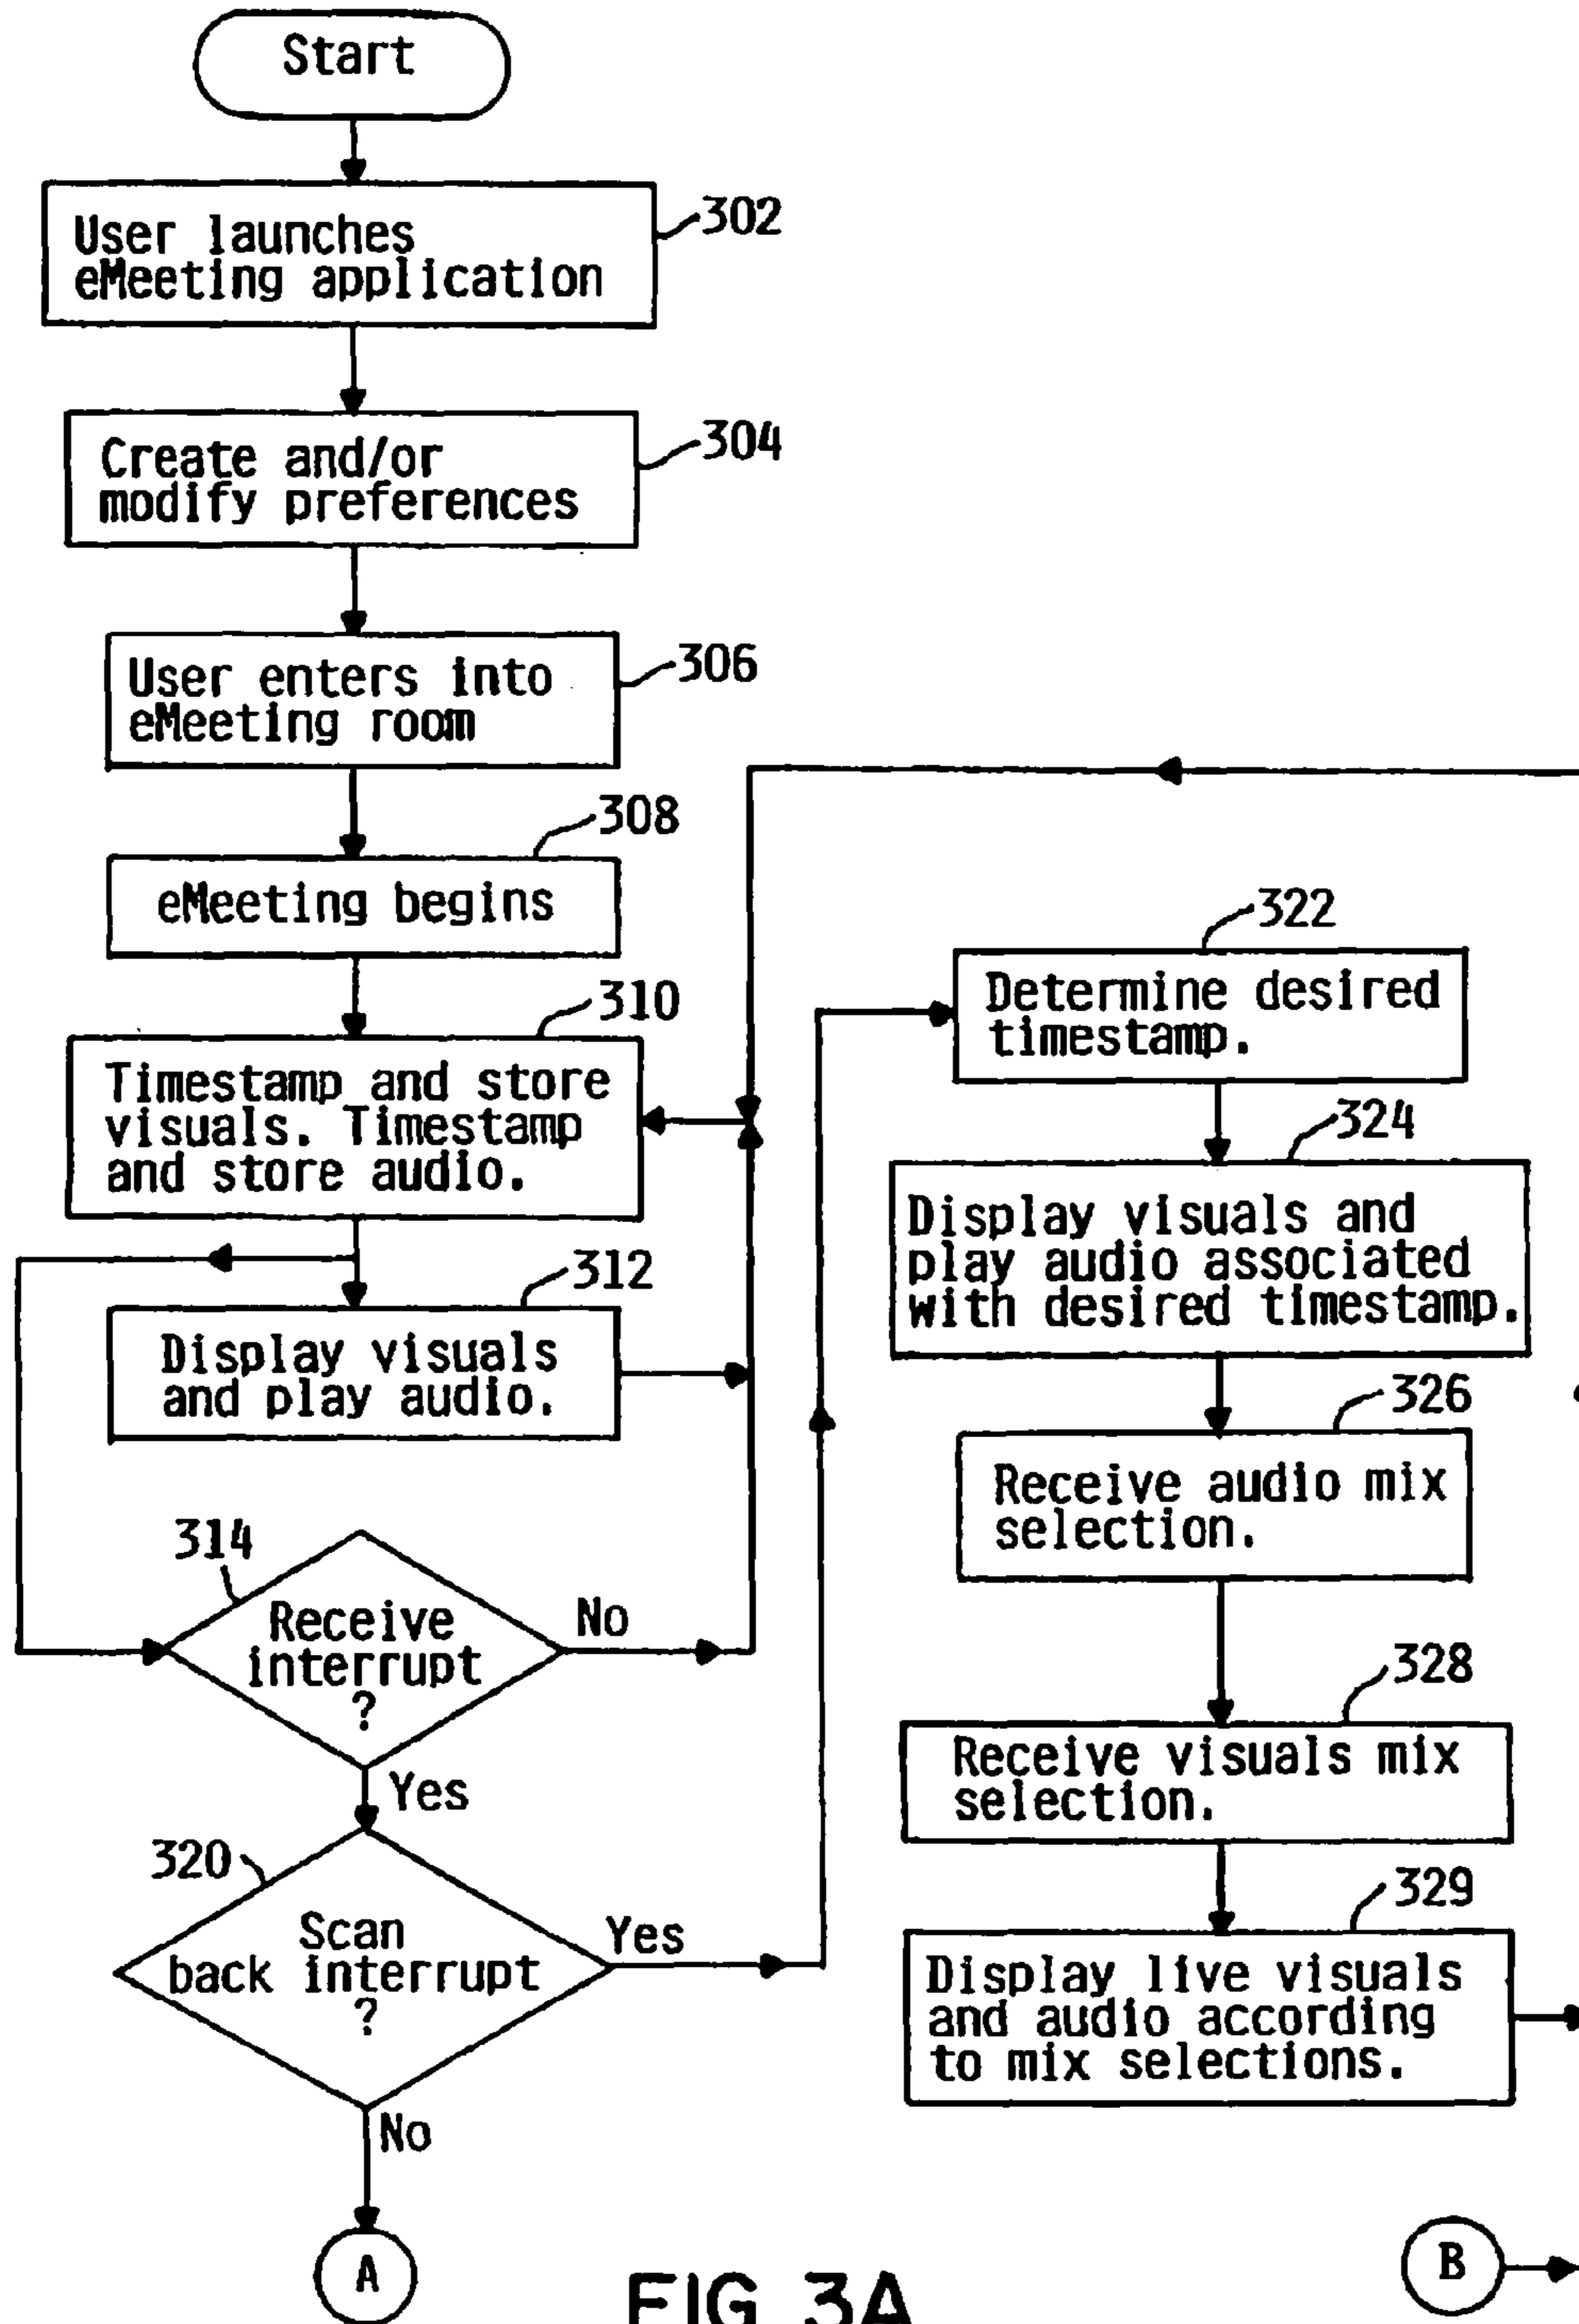 Start
302
User launches
eMeeting application
304
Create and/or
modify preferences
306
User enters into
eMeeting room
308
eMeeting begins
310
Timestamp and store
visuals. Timestamp
and store audio.
312
Display visuals
and play audio.
314
Receive
interrupt
?
No
Yes
320
Scan
back interrupt
?
Yes
No
A
322
Determine desired
timestamp.
324
Display visuals and
play audio associated
with desired timestamp.
326
Receive audio mix
selection.
328
Receive visuals mix
selection.
329
Display live visuals
and audio according
to mix selections.
B
FIG. 3A